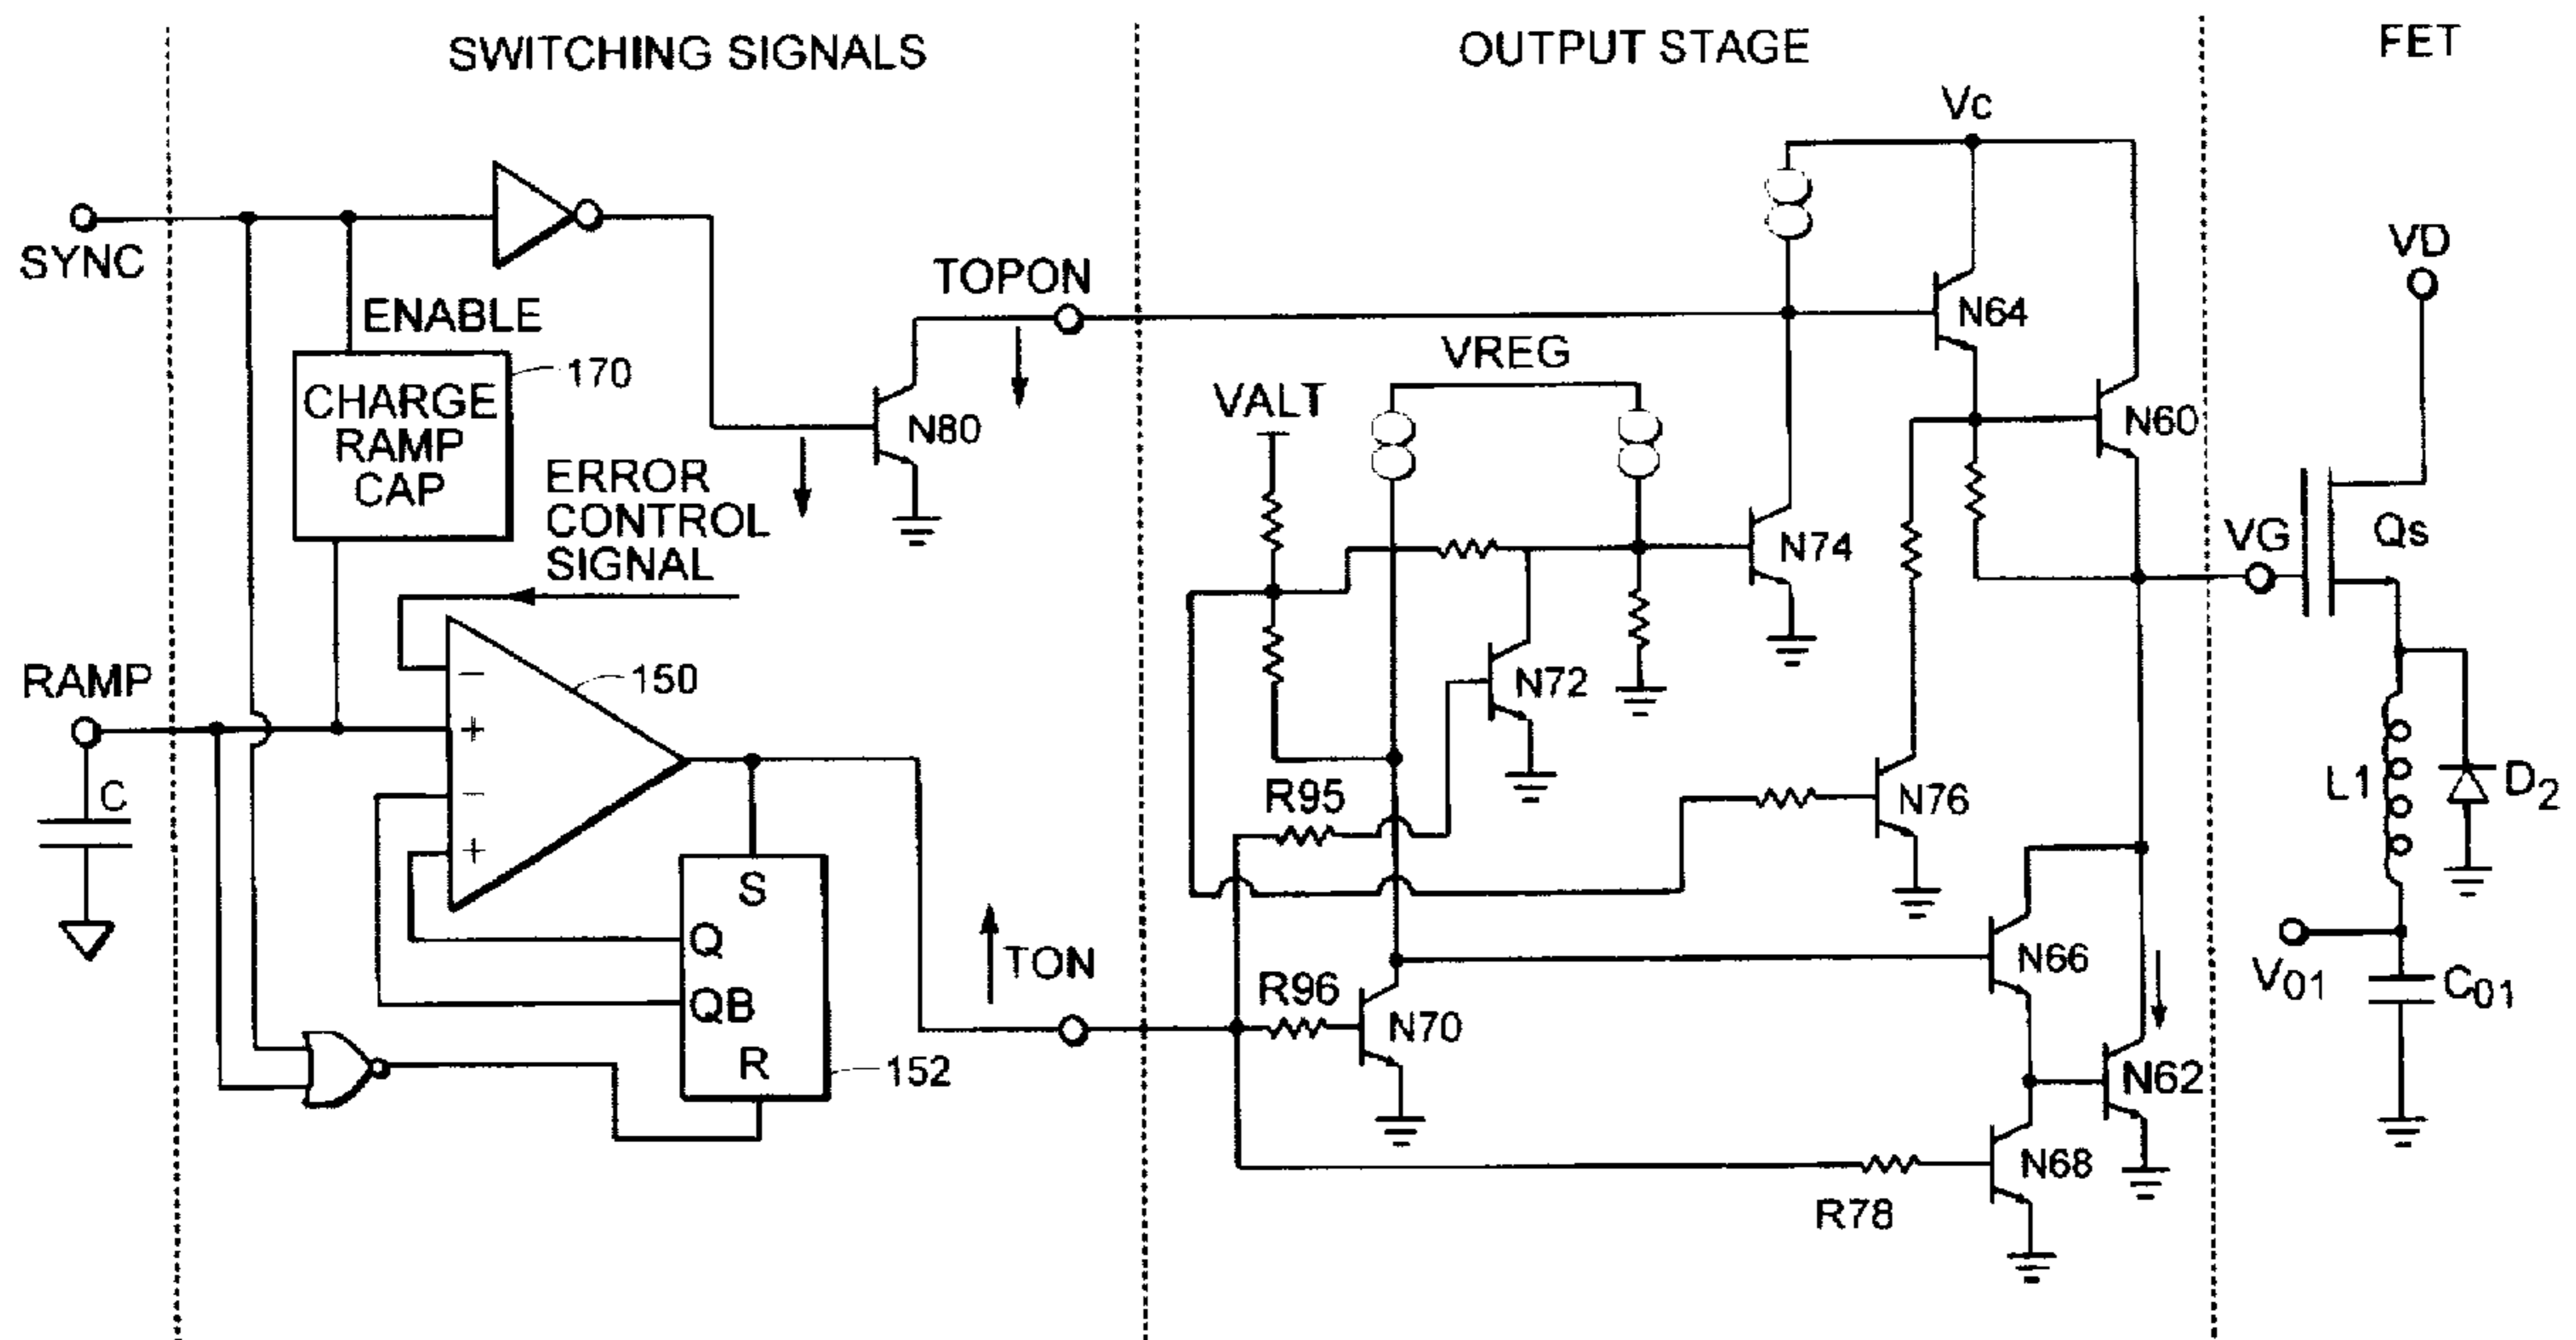 SWITCHING SIGNALS
OUTPUT STAGE
FET
Vc
SYNC
TOPON
N64
VD
ENABLE
VREG
170
CHARGE
RAMP
CAP
VALT
N60
N80
ERROR
CONTROL
SIGNAL
N74
VG
Qs
RAMP
−
150
N72
+
C
−
R95
N76
L1
D2
+
S
Q
TON
N66
V01
C01
QB
R96
N70
R
152
N62
N68
R78